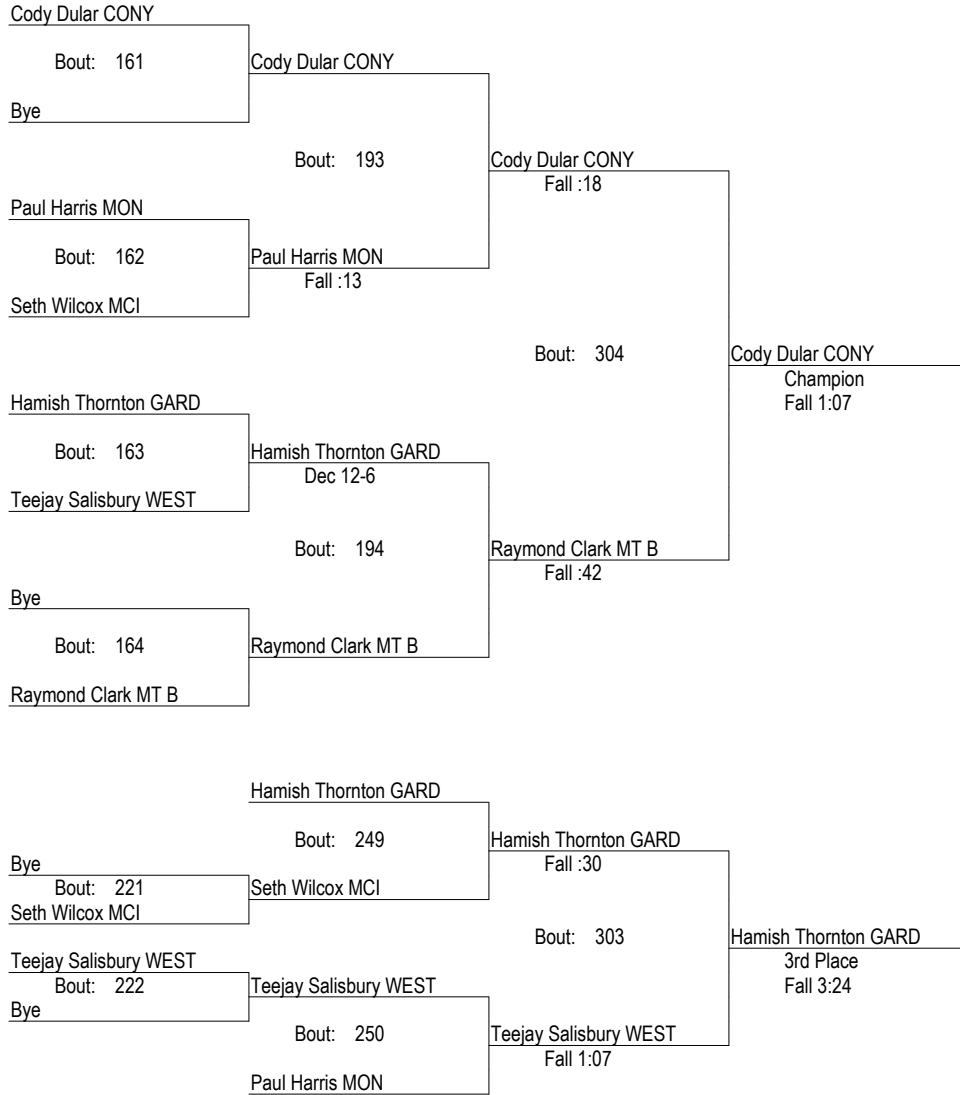 Cody Dular CONY
Bout: 161
Cody Dular CONY
Bye
Bout: 193
Cody Dular CONY
Fall :18
Paul Harris MON
Bout: 162
Paul Harris MON
Fall :13
Seth Wilcox MCI
Bout: 304
Cody Dular CONY
Champion
Fall 1:07
Hamish Thornton GARD
Bout: 163
Hamish Thornton GARD
Dec 12-6
Teejay Salisbury WEST
Bout: 194
Raymond Clark MT B
Fall :42
Bye
Bout: 164
Raymond Clark MT B
Raymond Clark MT B
Hamish Thornton GARD
Bout: 249
Hamish Thornton GARD
Fall :30
Bye
Bout: 221
Seth Wilcox MCI
Seth Wilcox MCI
Bout: 303
Hamish Thornton GARD
3rd Place
Fall 3:24
Teejay Salisbury WEST
Bout: 222
Teejay Salisbury WEST
Bye
Bout: 250
Teejay Salisbury WEST
Fall 1:07
Paul Harris MON